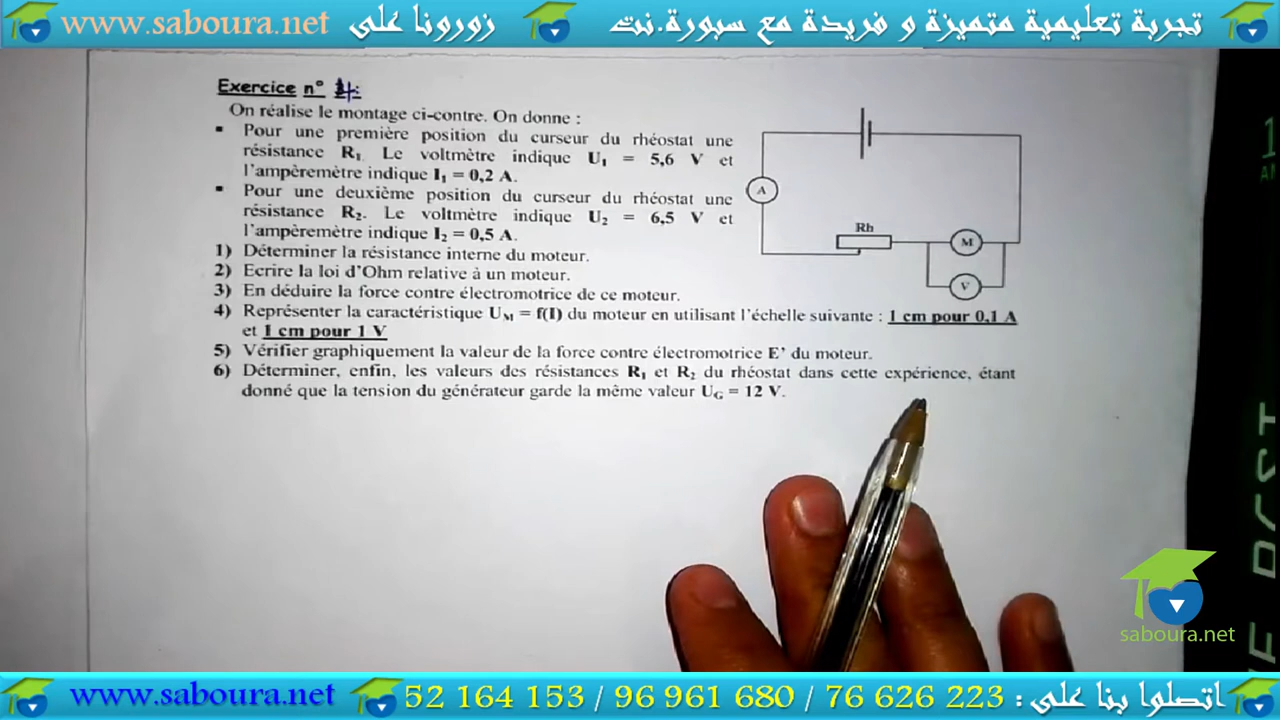 www.saboura.net زورونا على تجربة تعليمية متميزة و فريدة مع سبورة.نت
Exercice n°
On réalise le montage ci-contre. On donne :
▪ Pour une première position du curseur du rhéostat une
résistance R₁. Le voltmètre indique U₁ = 5,6 V et
l'ampèremètre indique I₁ = 0,2 A.
▪ Pour une deuxième position du curseur du rhéostat une
résistance R₂. Le voltmètre indique U₂ = 6,5 V et
l'ampèremètre indique I₂ = 0,5 A.
A
Rh
M
V
1) Déterminer la résistance interne du moteur.
2) Ecrire la loi d'Ohm relative à un moteur.
3) En déduire la force contre électromotrice de ce moteur.
4) Représenter la caractéristique U_M = f(I) du moteur en utilisant l'échelle suivante : 1 cm pour 0,1 A
et 1 cm pour 1 V
5) Vérifier graphiquement la valeur de la force contre électromotrice E' du moteur.
6) Déterminer, enfin, les valeurs des résistances R₁ et R₂ du rhéostat dans cette expérience, étant
donné que la tension du générateur garde la même valeur U_G = 12 V.
saboura.net
www.saboura.net 52 164 153 / 96 961 680 / 76 626 223 : اتصلوا بنا على